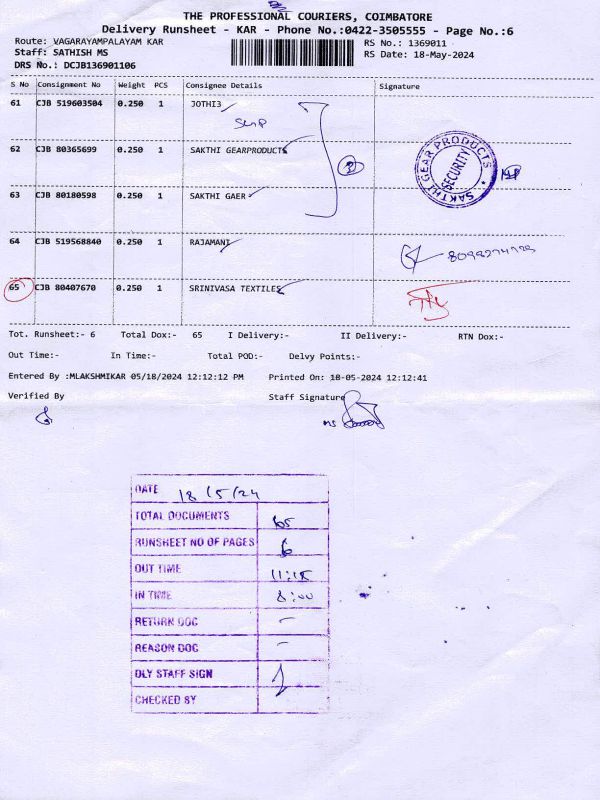 THE PROFESSIONAL COURIERS, COIMBATORE
Delivery Runsheet - KAR - Phone No.:0422-3505555 - Page No.:6
Route: VAGARAYAMPALAYAM KAR
RS No.: 1369011
Staff: SATHISH MS
RS Date: 18-May-2024
DRS No.: DCJB136901106
S No Consignment No Weight PCS Consignee Details Signature
61 CJB 519603504 0.250 1 JOTHI3
62 CJB 80365699 0.250 1 SAKTHI GEARPRODUCTS
SAKTHI GEAR PRODUCTS
SECURITY
63 CJB 80180598 0.250 1 SAKTHI GAER
64 CJB 519568840 0.250 1 RAJAMANI
65 CJB 80407670 0.250 1 SRINIVASA TEXTILES
Tot. Runsheet:- 6 Total Dox:- 65 I Delivery:- II Delivery:- RTN Dox:-
Out Time:- In Time:- Total POD:- Delvy Points:-
Entered By :MLAKSHMIKAR 05/18/2024 12:12:12 PM Printed On: 18-05-2024 12:12:41
Verified By Staff Signature
MS
DATE 18/5/24
TOTAL DOCUMENTS 65
RUNSHEET NO OF PAGES 6
OUT TIME 11:15
IN TIME 8:00
RETURN DOC -
REASON DOC -
DLY STAFF SIGN
CHECKED BY